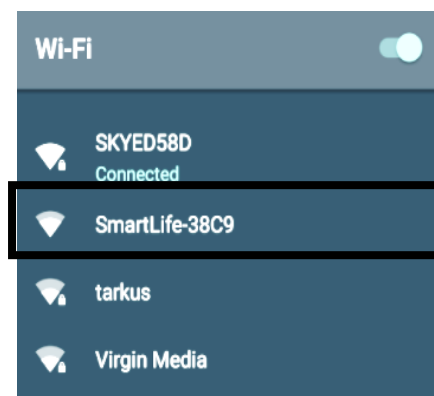 Wi-Fi
SKYED58D
Connected
SmartLife-38C9
tarkus
Virgin Media